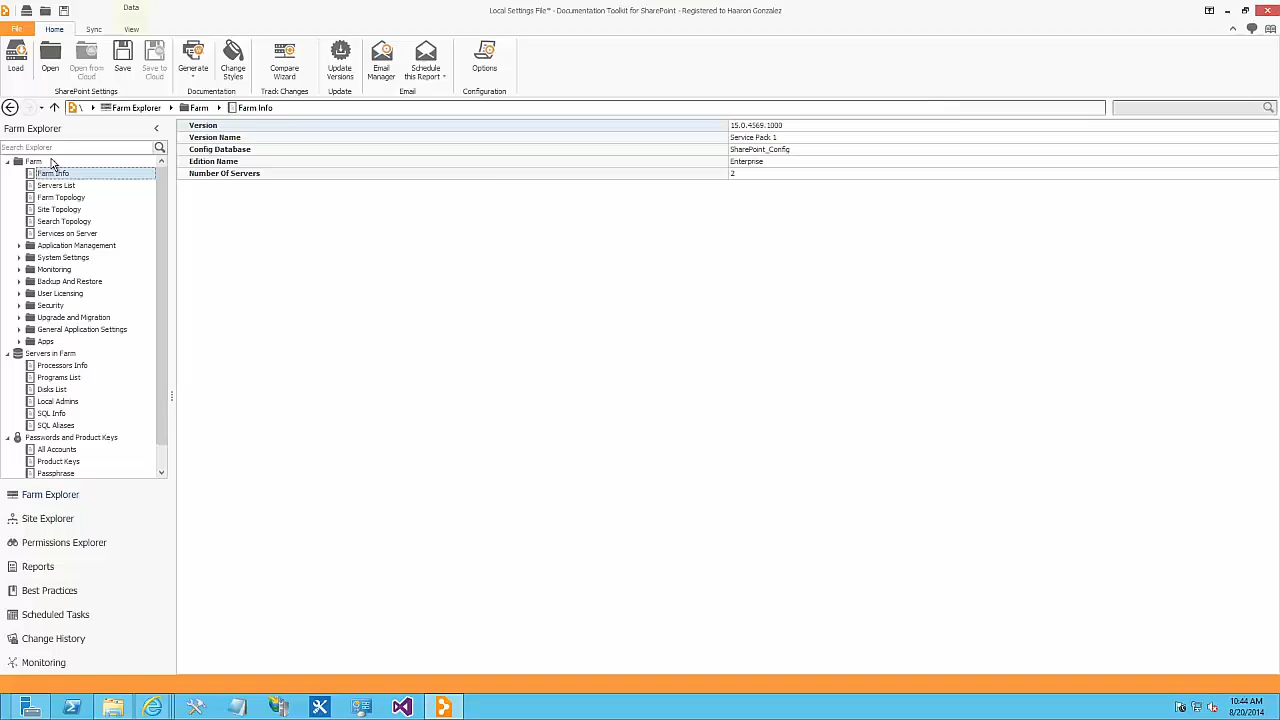 Data
Local Settings File* - Documentation Toolkit for SharePoint - Registered to Haaron Gonzalez
File
Home
Sync
View
Load
Open
Open from Cloud
Save
Save to Cloud
Generate
Change Styles
Compare Wizard
Update Versions
Email Manager
Schedule this Report
Options
SharePoint Settings
Documentation
Track Changes
Update
Email
Configuration
\ Farm Explorer Farm Farm Info
Farm Explorer
Search Explorer
Farm
Farm Info
Servers List
Farm Topology
Site Topology
Search Topology
Services on Server
Application Management
System Settings
Monitoring
Backup And Restore
User Licensing
Security
Upgrade and Migration
General Application Settings
Apps
Servers in Farm
Processors Info
Programs List
Disks List
Local Admins
SQL Info
SQL Aliases
Passwords and Product Keys
All Accounts
Product Keys
Passphrase
Farm Explorer
Site Explorer
Permissions Explorer
Reports
Best Practices
Scheduled Tasks
Change History
Monitoring
Version 15.0.4569.1000
Version Name Service Pack 1
Config Database SharePoint_Config
Edition Name Enterprise
Number Of Servers 2
10:44 AM
8/20/2014